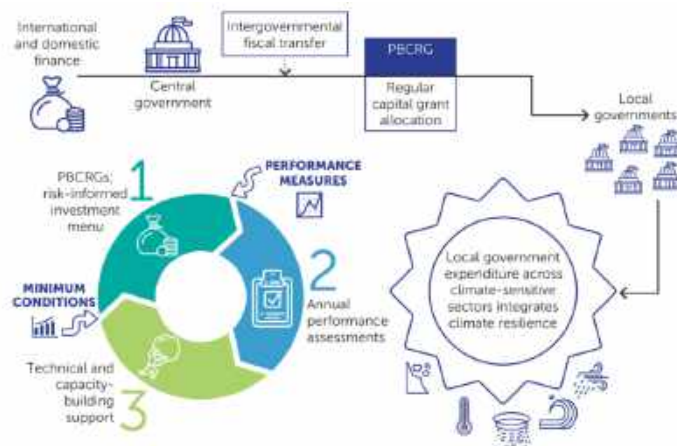 International
and domestic
finance
Central
government
Intergovernmental
fiscal transfer
PBCRG
Regular
capital grant
allocation
Local
governments
1
PBCRGs;
risk-informed
investment
menu
PERFORMANCE
MEASURES
2
Annual
performance
assessments
MINIMUM
CONDITIONS
Technical and
capacity-
building
support
3
Local government
expenditure across
climate-sensitive
sectors integrates
climate resilience